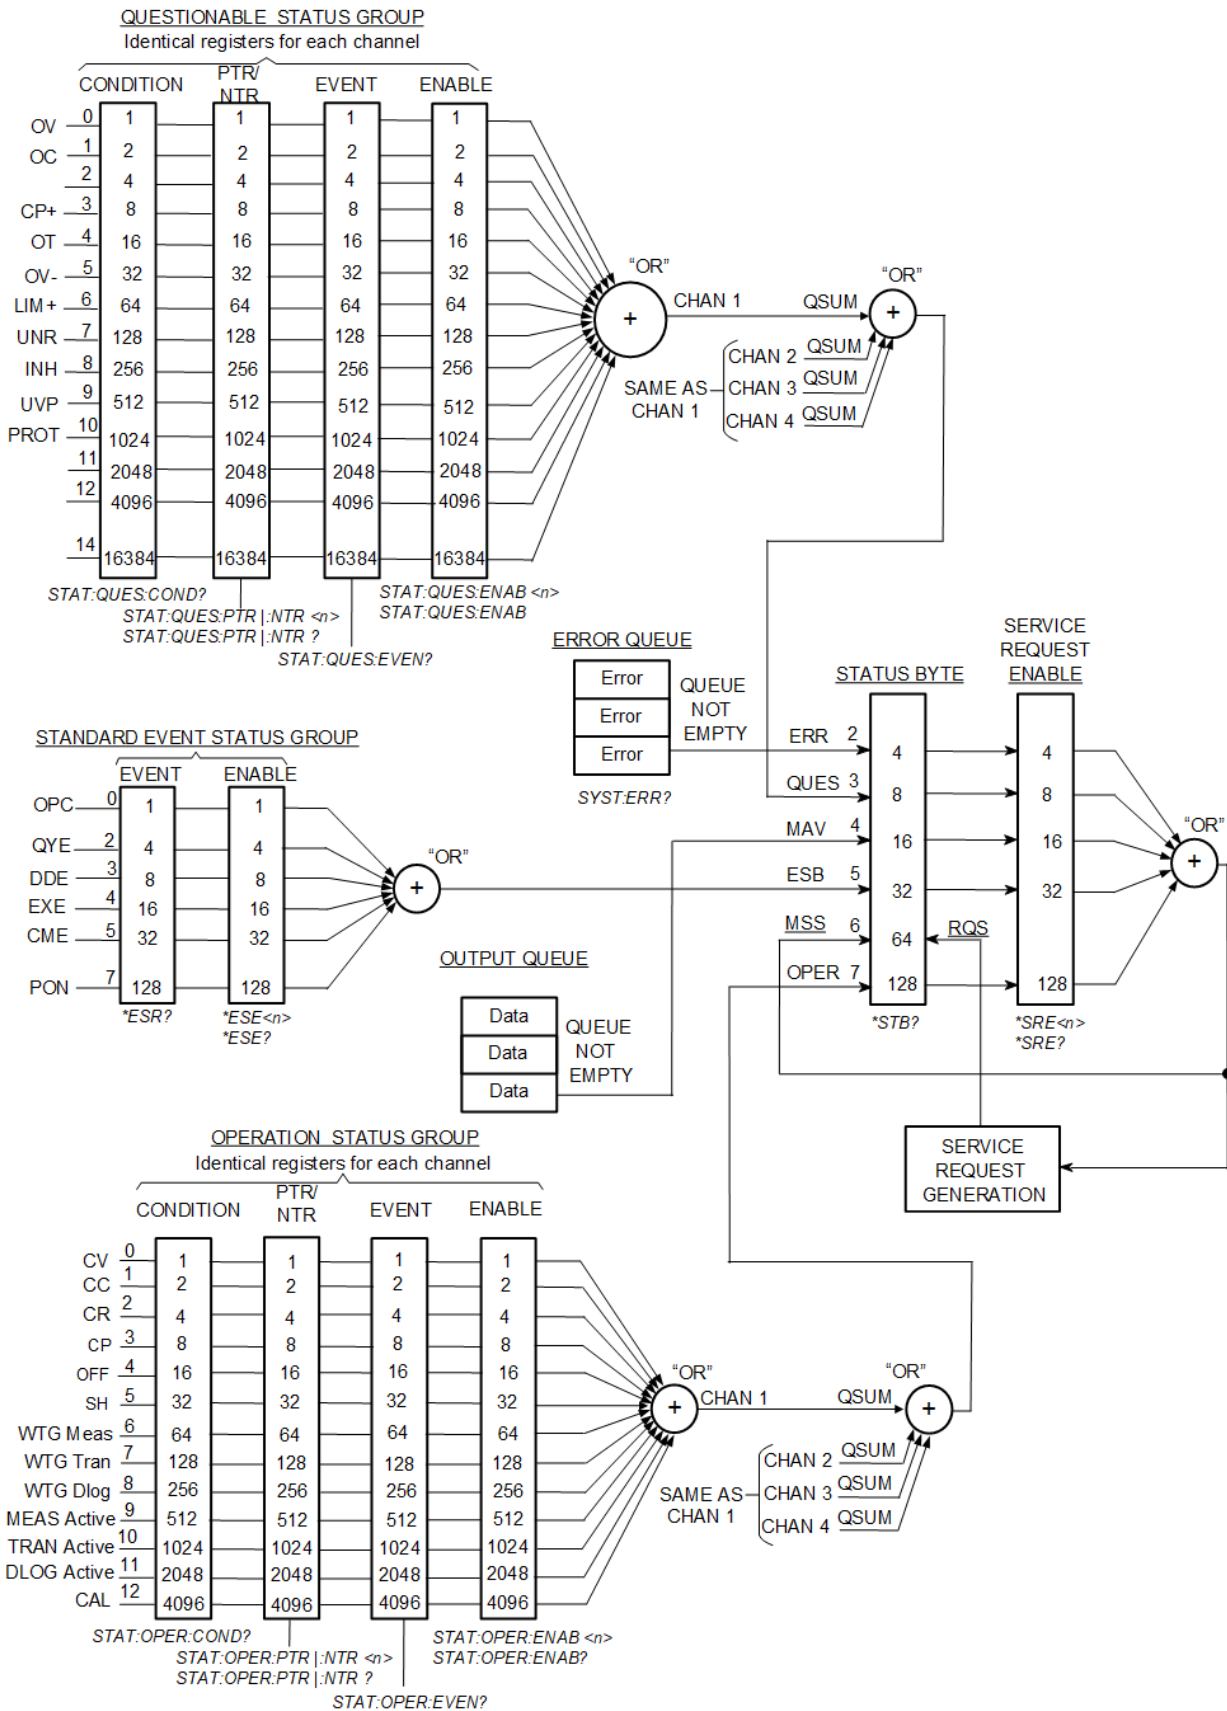 QUESTIONABLE STATUS GROUP
Identical registers for each channel
CONDITION PTR/NTR EVENT ENABLE
OV 0 1 1 1 1
OC 1 2 2 2 2
2 4 4 4 4
CP+ 3 8 8 8 8
OT 4 16 16 16 16
OV- 5 32 32 32 32
LIM+ 6 64 64 64 64
UNR 7 128 128 128 128
INH 8 256 256 256 256
UVP 9 512 512 512 512
PROT 10 1024 1024 1024 1024
11 2048 2048 2048 2048
12 4096 4096 4096 4096
14 16384 16384 16384 16384
STAT:QUES:COND?
STAT:QUES:PTR |:NTR <n>
STAT:QUES:PTR |:NTR ?
STAT:QUES:EVEN?
STAT:QUES:ENAB <n>
STAT:QUES:ENAB
"OR"
+
CHAN 1 QSUM
SAME AS
CHAN 1
CHAN 2 QSUM
CHAN 3 QSUM
CHAN 4 QSUM
"OR"
+
ERROR QUEUE
Error
Error
Error
QUEUE
NOT
EMPTY
SYST:ERR?
STANDARD EVENT STATUS GROUP
EVENT ENABLE
OPC 0 1 1
QYE 2 4 4
DDE 3 8 8
EXE 4 16 16
CME 5 32 32
PON 7 128 128
*ESR?
*ESE<n>
*ESE?
"OR"
+
OUTPUT QUEUE
Data
Data
Data
QUEUE
NOT
EMPTY
STATUS BYTE
SERVICE
REQUEST
ENABLE
ERR 2 4 4
QUES 3 8 8
MAV 4 16 16
ESB 5 32 32
MSS 6 64 RQS
OPER 7 128 128
*STB?
*SRE<n>
*SRE?
"OR"
+
SERVICE
REQUEST
GENERATION
OPERATION STATUS GROUP
Identical registers for each channel
CONDITION PTR/NTR EVENT ENABLE
CV 0 1 1 1 1
CC 1 2 2 2 2
CR 2 4 4 4 4
CP 3 8 8 8 8
OFF 4 16 16 16 16
SH 5 32 32 32 32
WTG Meas 6 64 64 64 64
WTG Tran 7 128 128 128 128
WTG Dlog 8 256 256 256 256
MEAS Active 9 512 512 512 512
TRAN Active 10 1024 1024 1024 1024
DLOG Active 11 2048 2048 2048 2048
CAL 12 4096 4096 4096 4096
STAT:OPER:COND?
STAT:OPER:PTR |:NTR <n>
STAT:OPER:PTR |:NTR ?
STAT:OPER:EVEN?
STAT:OPER:ENAB <n>
STAT:OPER:ENAB?
"OR"
+
CHAN 1 QSUM
SAME AS
CHAN 1
CHAN 2 QSUM
CHAN 3 QSUM
CHAN 4 QSUM
"OR"
+